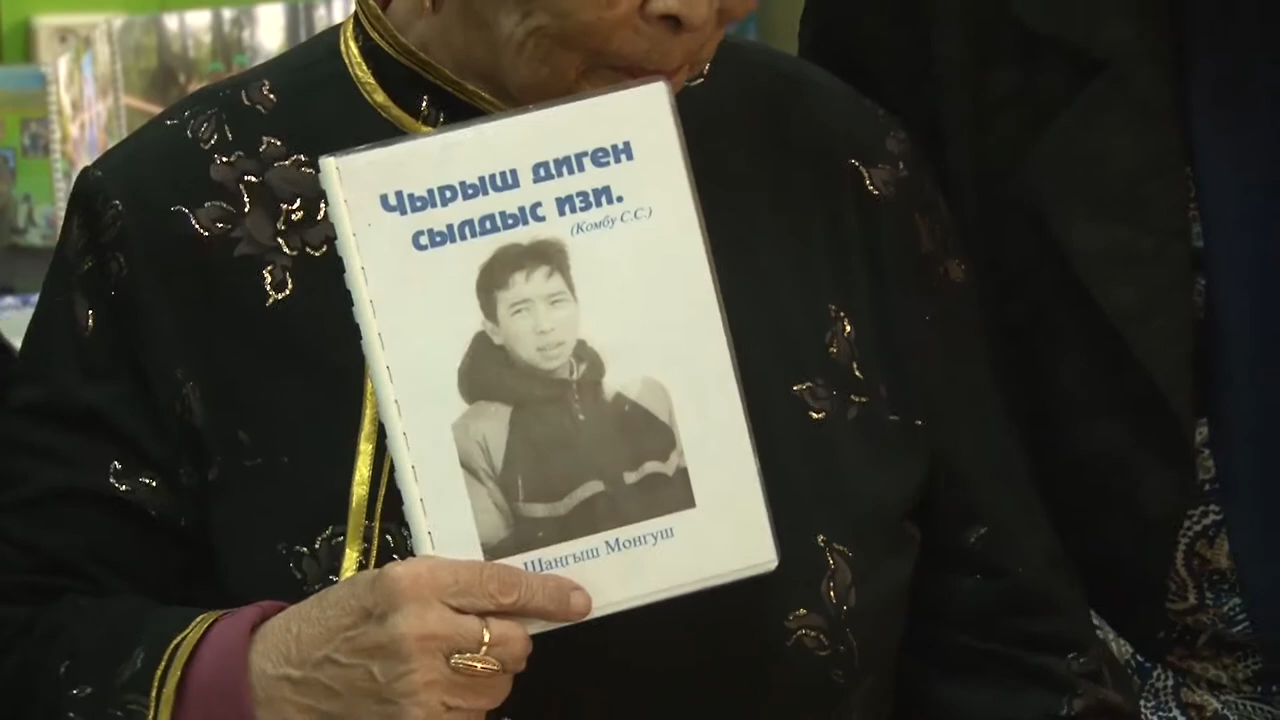 Чырыш диген
сылдыс изи.
(Комбу С.С.)
Шаңгыш Монгуш